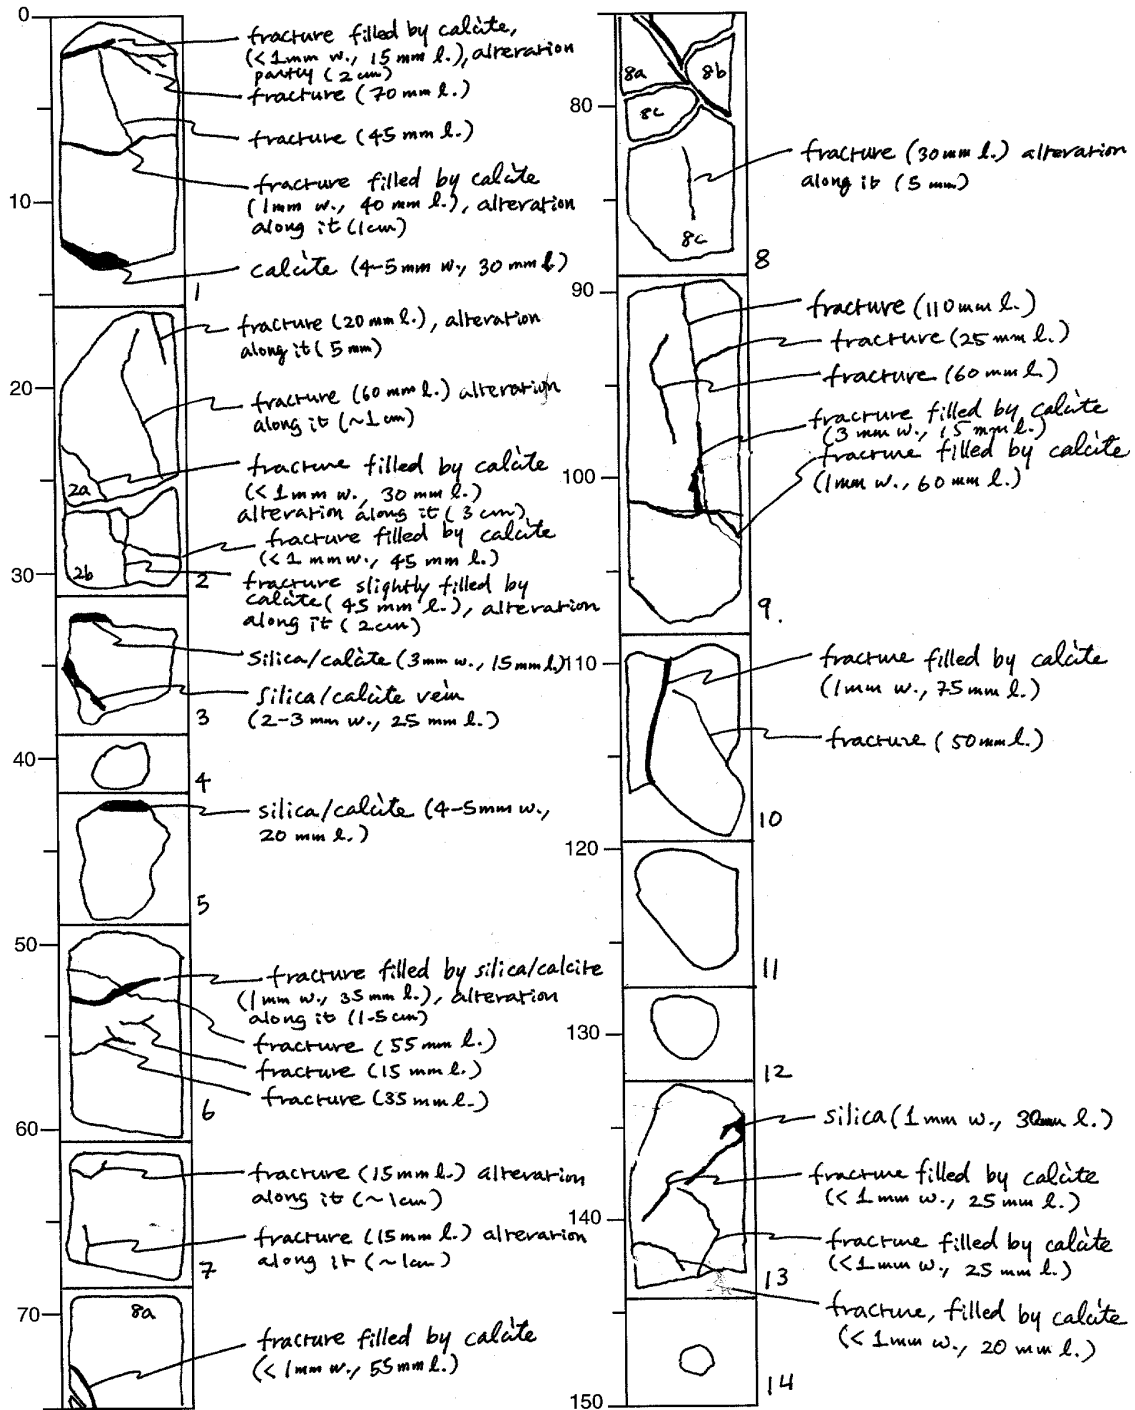 0
fracture filled by calcite,
(<1mm w., 15 mm l.), alteration
partly (2 cm)
fracture (70 mm l.)
fracture (45 mm l.)
fracture filled by calcite
(1mm w., 40 mm l.), alteration
along it (1cm)
10
calcite (4-5mm w., 30 mm l)
1
fracture (20 mm l.), alteration
along it (5 mm)
20
fracture (60 mm l.) alteration
along it (~1 cm)
fracture filled by calcite
(<1mm w., 30 mm l.)
alteration along it (3 cm)
2a
fracture filled by calcite
(<1 mm w., 45 mm l.)
30
2b
2
fracture slightly filled by
calcite (45 mm l.), alteration
along it (2cm)
silica/calcite (3mm w., 15mm l.)
silica/calcite vein
(2-3 mm w., 25 mm l.)
3
40
4
silica/calcite (4-5mm w.,
20 mm l.)
5
50
fracture filled by silica/calcite
(1mm w., 35 mm l.), alteration
along it (1-5 cm)
fracture (55 mm l.)
fracture (15 mm l.)
fracture (35 mm l.)
6
60
fracture (15 mm l.) alteration
along it (~1cm)
fracture (15 mm l.) alteration
along it (~1cm)
7
70
8a
fracture filled by calcite
(<1mm w., 55mm l.)
8a
8b
80
8c
fracture (30 mm l.) alteration
along it (5 mm)
8c
8
90
fracture (110 mm l.)
fracture (25 mm l.)
fracture (60 mm l.)
fracture filled by calcite
(3 mm w., 15 mm l.)
fracture filled by calcite
(1mm w., 60 mm l.)
100
9.
110
fracture filled by calcite
(1mm w., 75 mm l.)
fracture (50 mm l.)
10
120
11
130
12
silica (1 mm w., 30mm l.)
fracture filled by calcite
(<1 mm w., 25 mm l.)
140
fracture filled by calcite
(<1 mm w., 25 mm l.)
13
fracture, filled by calcite
(<1mm w., 20 mm l.)
14
150